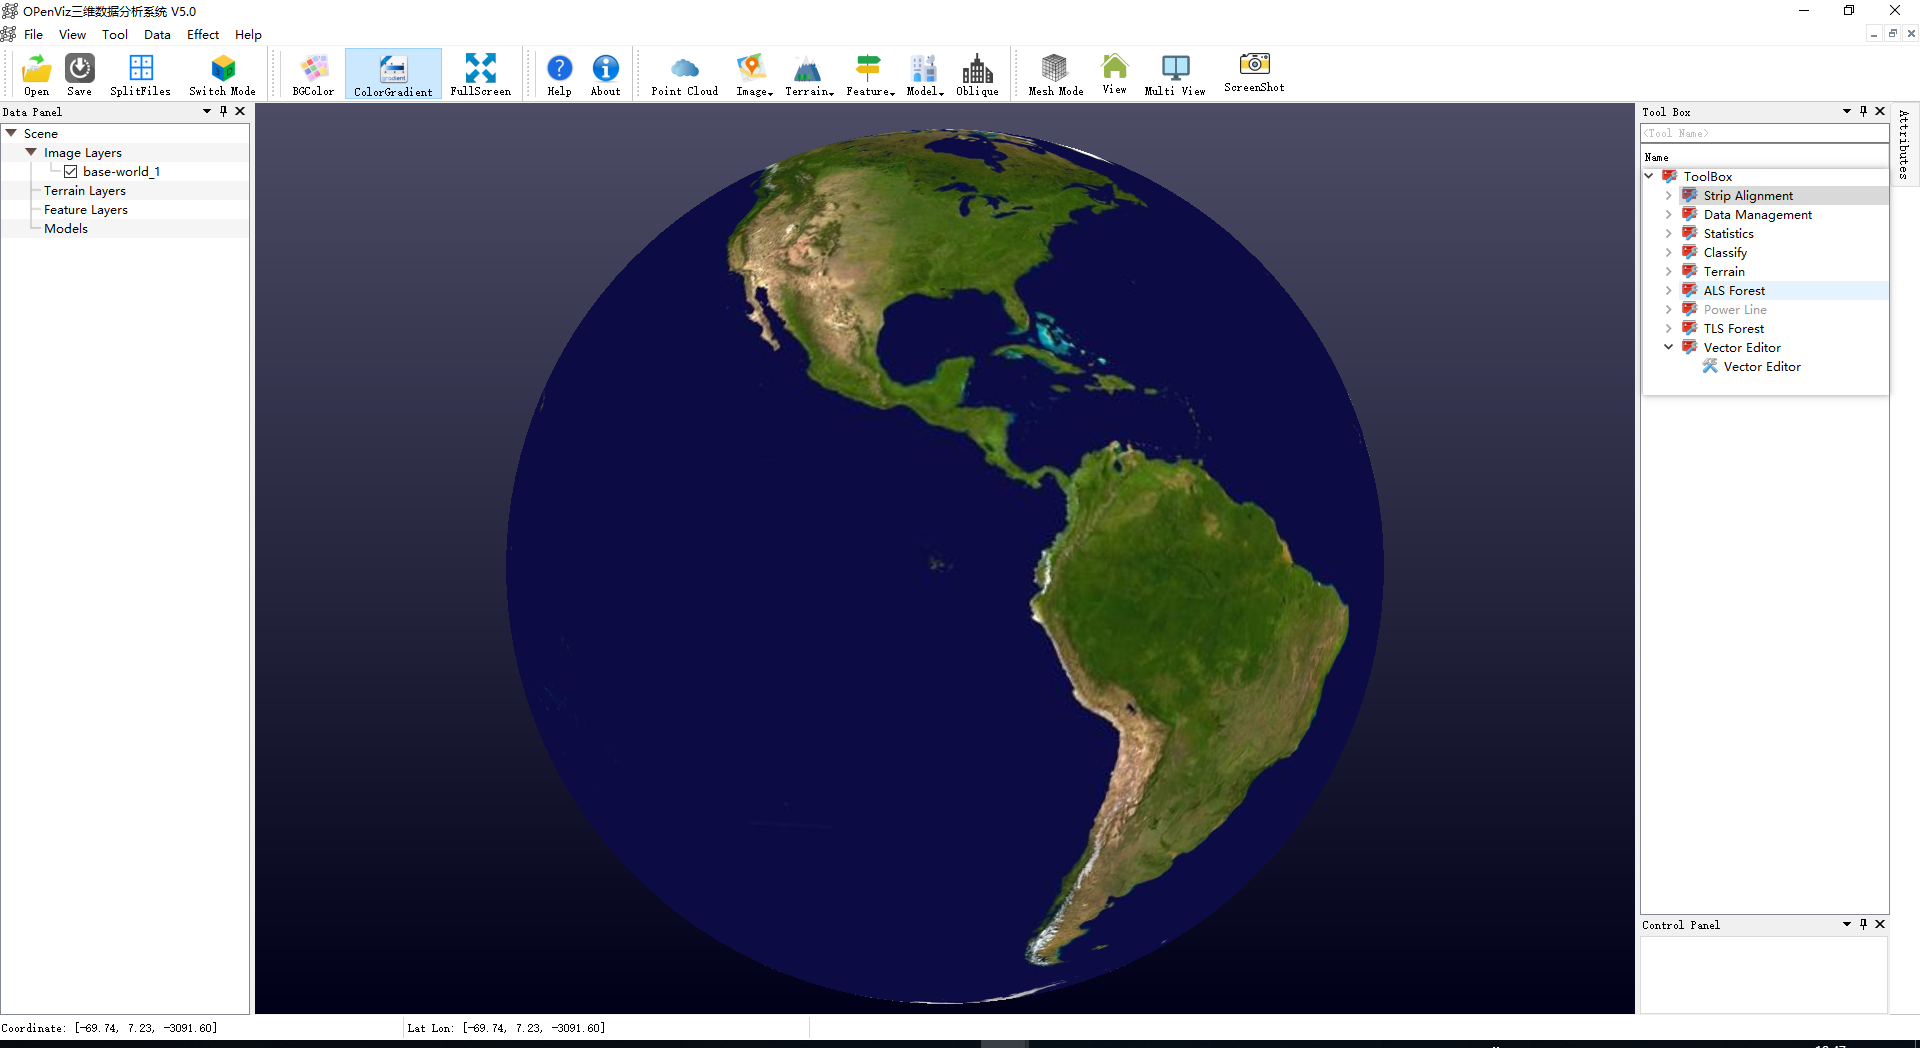 OPenViz三维数据分析系统 V5.0
File View Tool Data Effect Help
Open Save SplitFiles Switch Mode BGColor ColorGradient FullScreen Help About Point Cloud Image Terrain Feature Model Oblique Mesh Mode View Multi View ScreenShot
Data Panel
Scene
Image Layers
base-world_1
Terrain Layers
Feature Layers
Models
Tool Box
<Tool Name>
Name
ToolBox
Strip Alignment
Data Management
Statistics
Classify
Terrain
ALS Forest
Power Line
TLS Forest
Vector Editor
Vector Editor
Attributes
Control Panel
Coordinate: [-69.74, 7.23, -3091.60]
Lat Lon: [-69.74, 7.23, -3091.60]